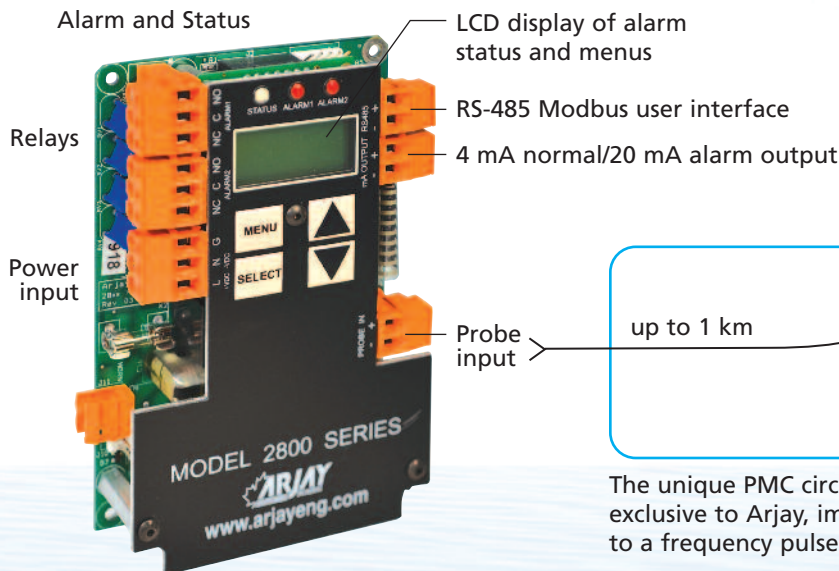 Alarm and Status
LCD display of alarm
status and menus
RS-485 Modbus user interface
4 mA normal/20 mA alarm output
Relays
Power
input
Probe
input
up to 1 km
The unique PMC circ
exclusive to Arjay, im
to a frequency pulse
STATUS ALARM1 ALARM2
NO
C
NC
ALARM1
NO
C
NC
ALARM2
G
N -VDC
L +VDC
+
-
RS485
+
-
mA OUTPUT
MENU
SELECT
PROBE IN
+
-
918
MODEL 2800 SERIES
ARJAY
www.arjayeng.com